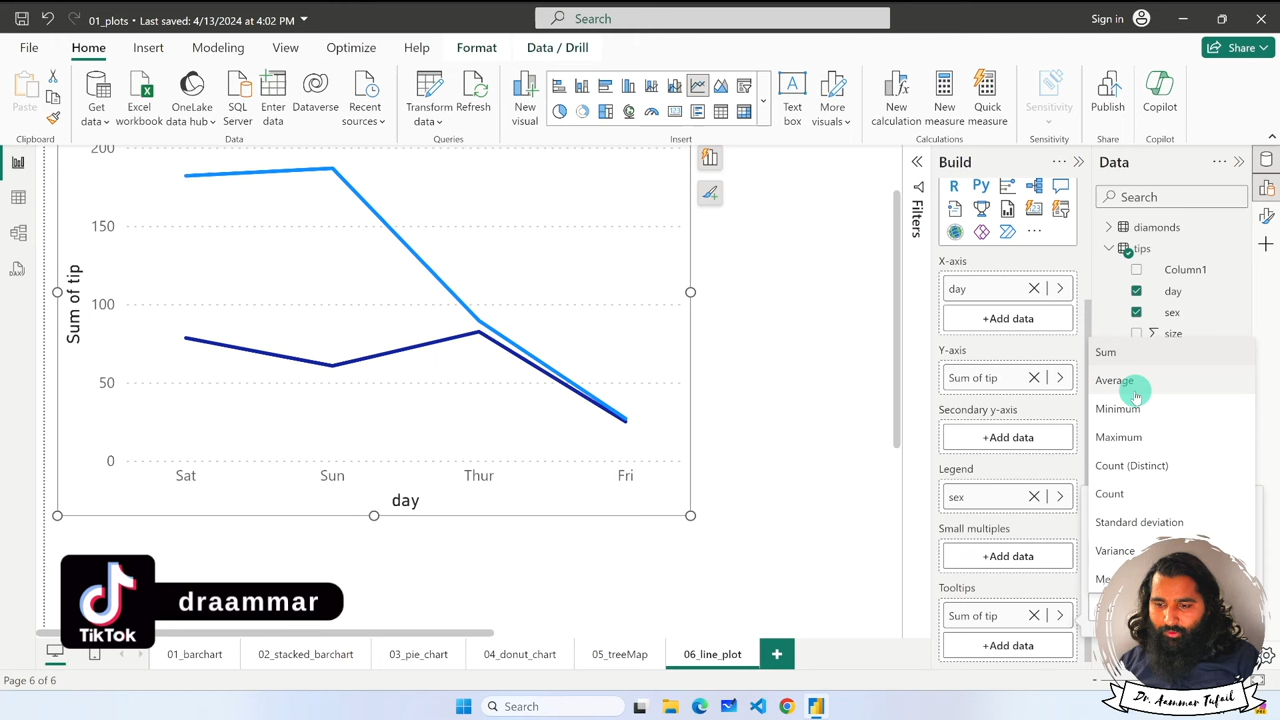 01_plots • Last saved: 4/13/2024 at 4:02 PM
Search
Sign in
File Home Insert Modeling View Optimize Help Format Data / Drill
Share
Paste
Get data
Excel workbook
OneLake data hub
SQL Server
Enter data
Dataverse
Recent sources
Transform data
Refresh
New visual
Text box
More visuals
New calculation
New measure
Quick measure
Sensitivity
Publish
Copilot
Clipboard
Data
Queries
Insert
Calculations
Sensitivity
Share
Copilot
200
150
100
50
0
Sum of tip
Sat Sun Thur Fri
day
Filters
Build
R Py
X-axis
day
+Add data
Y-axis
Sum of tip
Secondary y-axis
+Add data
Legend
sex
Small multiples
+Add data
Tooltips
Sum of tip
+Add data
Data
Search
diamonds
tips
Column1
day
sex
size
Sum
Average
Minimum
Maximum
Count (Distinct)
Count
Standard deviation
Variance
TikTok
draammar
01_barchart
02_stacked_barchart
03_pie_chart
04_donut_chart
05_treeMap
06_line_plot
Page 6 of 6
Search
Dr. Aammar Tufail